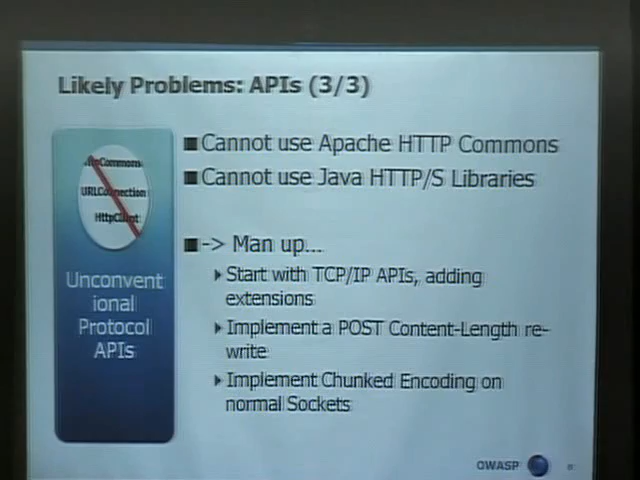 Likely Problems: APIs (3/3)
Commons
URLConnection
HttpClient
Unconvent
ional
Protocol
APIs
Cannot use Apache HTTP Commons
Cannot use Java HTTP/S Libraries
-> Man up...
Start with TCP/IP APIs, adding
extensions
Implement a POST Content-Length re-
write
Implement Chunked Encoding on
normal Sockets
OWASP